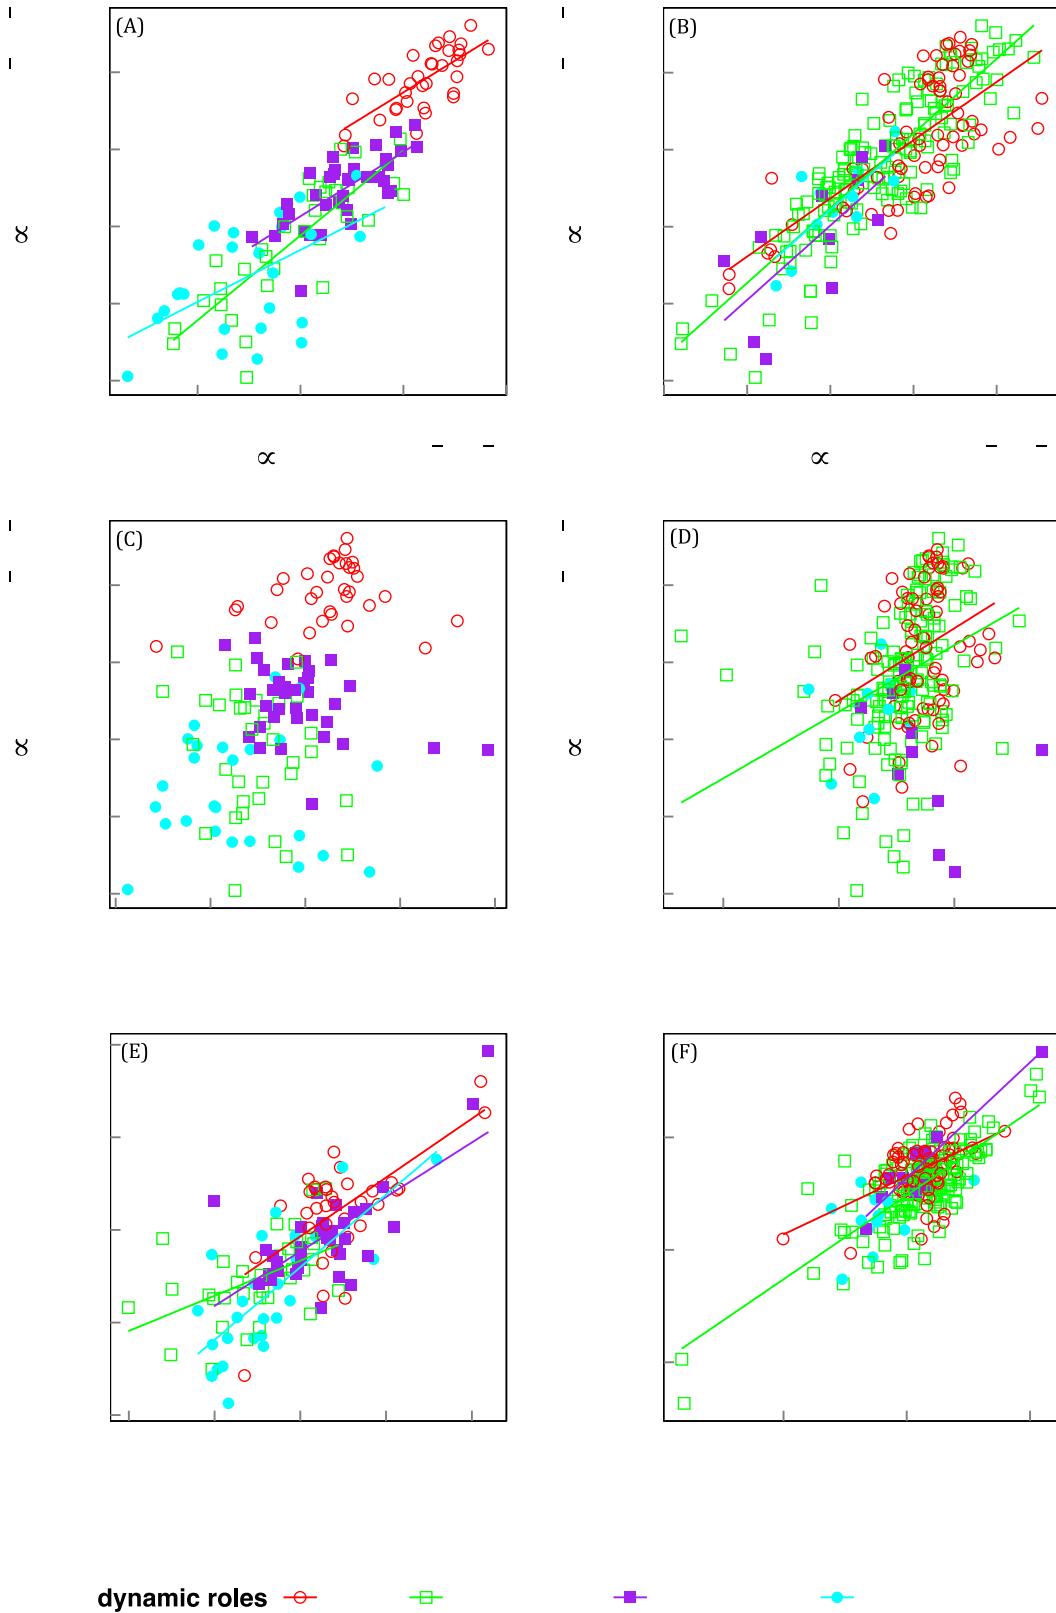 (A)
(B)
∝
∝
∝
∝
(C)
(D)
∝
∝
(E)
(F)
dynamic roles